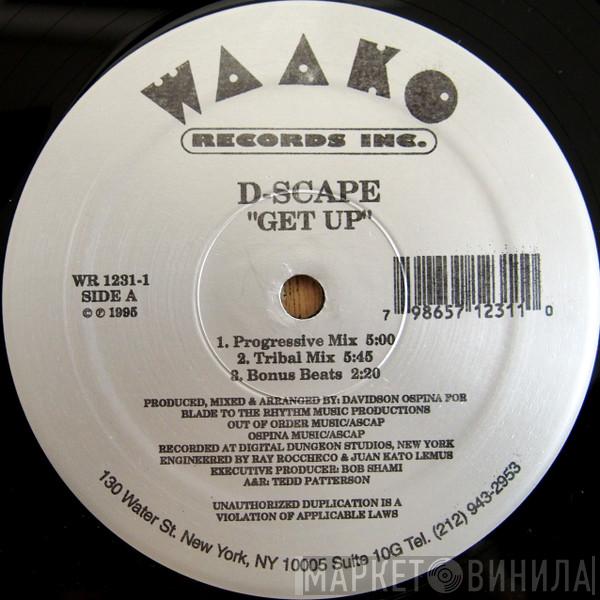 WAAKO
RECORDS INC.
D-SCAPE
"GET UP"
WR 1231-1
SIDE A
© ℗ 1995
7 98657 12311 0
1. Progressive Mix 5:00
2. Tribal Mix 5:45
3. Bonus Beats 2:20
PRODUCED, MIXED & ARRANGED BY: DAVIDSON OSPINA FOR
BLADE TO THE RHYTHM MUSIC PRODUCTIONS
OUT OF ORDER MUSIC/ASCAP
OSPINA MUSIC/ASCAP
RECORDED AT DIGITAL DUNGEON STUDIOS, NEW YORK
ENGINEERED BY RAY ROCCHECO & JUAN KATO LEMUS
EXECUTIVE PRODUCER: BOB SHAMI
A&R: TEDD PATTERSON
UNAUTHORIZED DUPLICATION IS A
VIOLATION OF APPLICABLE LAWS
130 Water St. New York, NY 10005 Suite 10G Tel. (212) 943-2953
МАРКЕТ ВИНИЛА